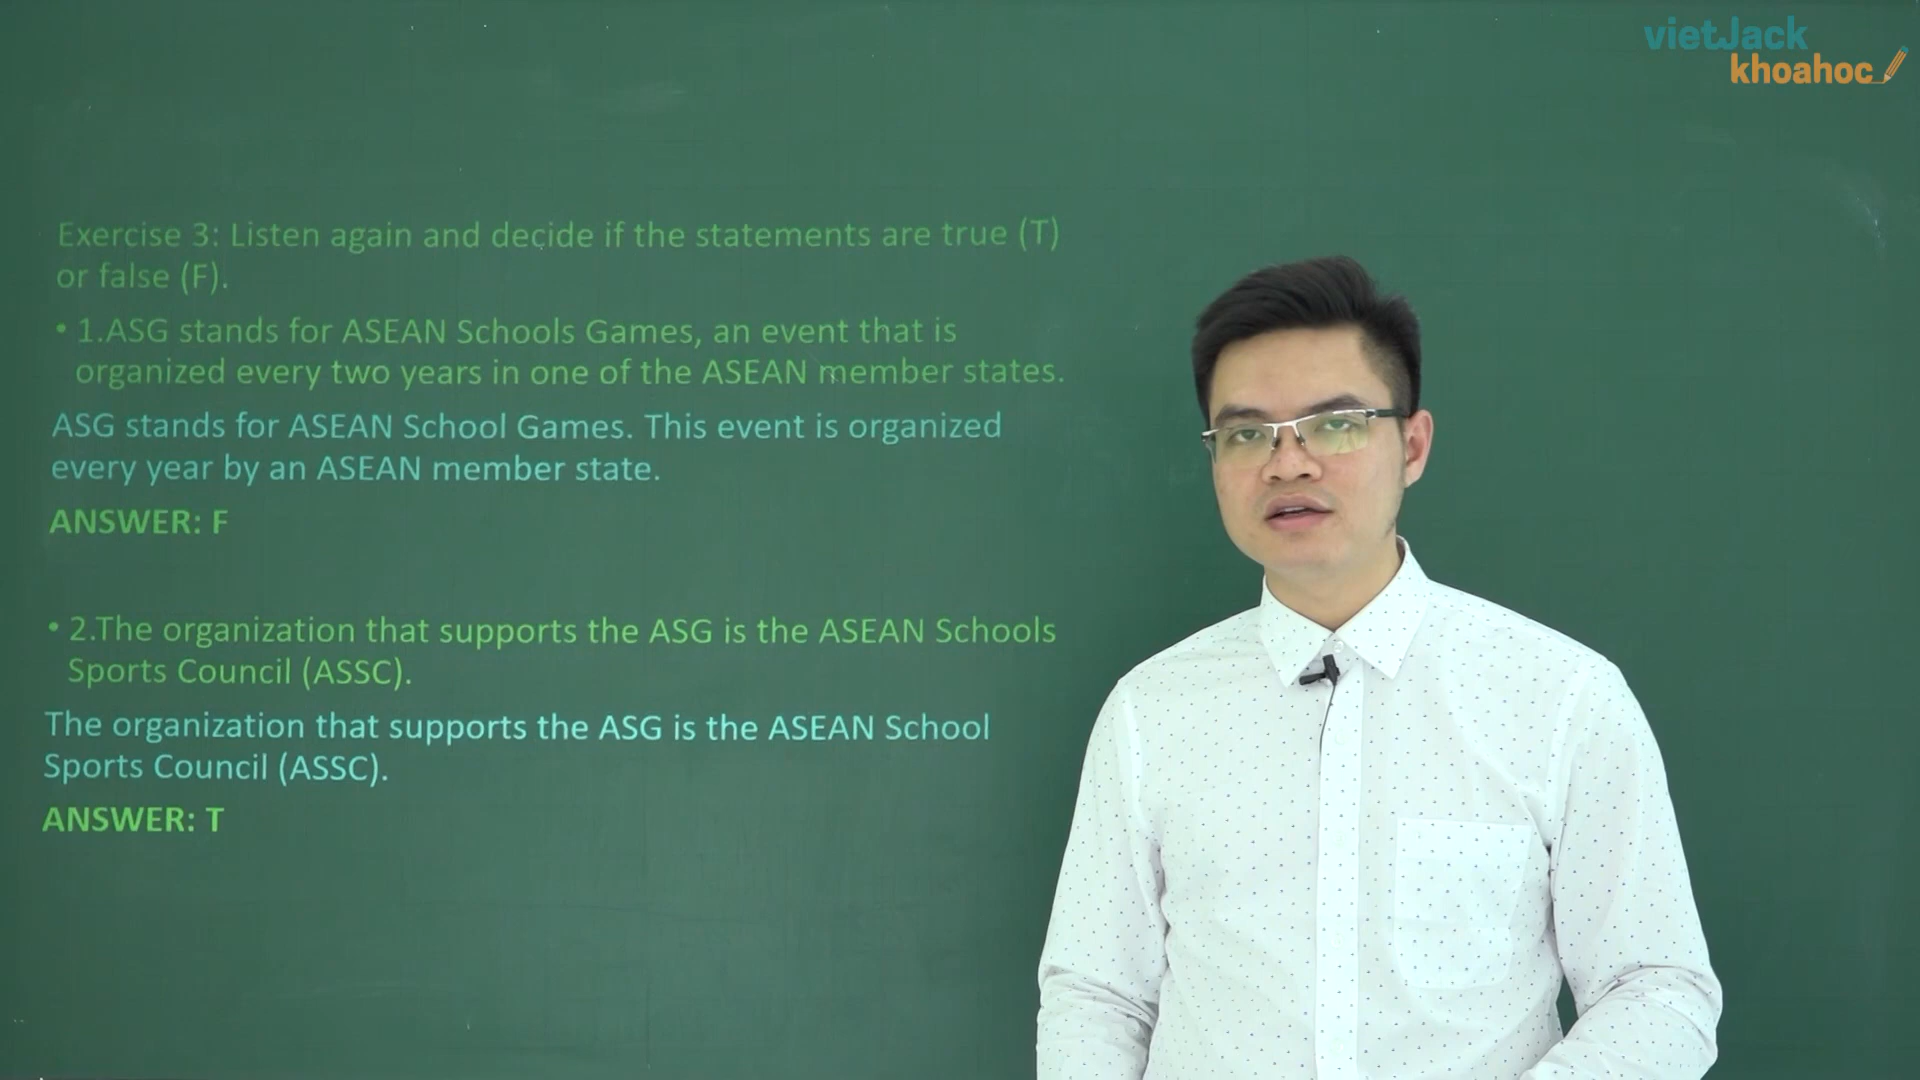 vietJack
khoahoc
Exercise 3: Listen again and decide if the statements are true (T)
or false (F).
• 1.ASG stands for ASEAN Schools Games, an event that is
organized every two years in one of the ASEAN member states.
ASG stands for ASEAN School Games. This event is organized
every year by an ASEAN member state.
ANSWER: F
• 2.The organization that supports the ASG is the ASEAN Schools
Sports Council (ASSC).
The organization that supports the ASG is the ASEAN School
Sports Council (ASSC).
ANSWER: T